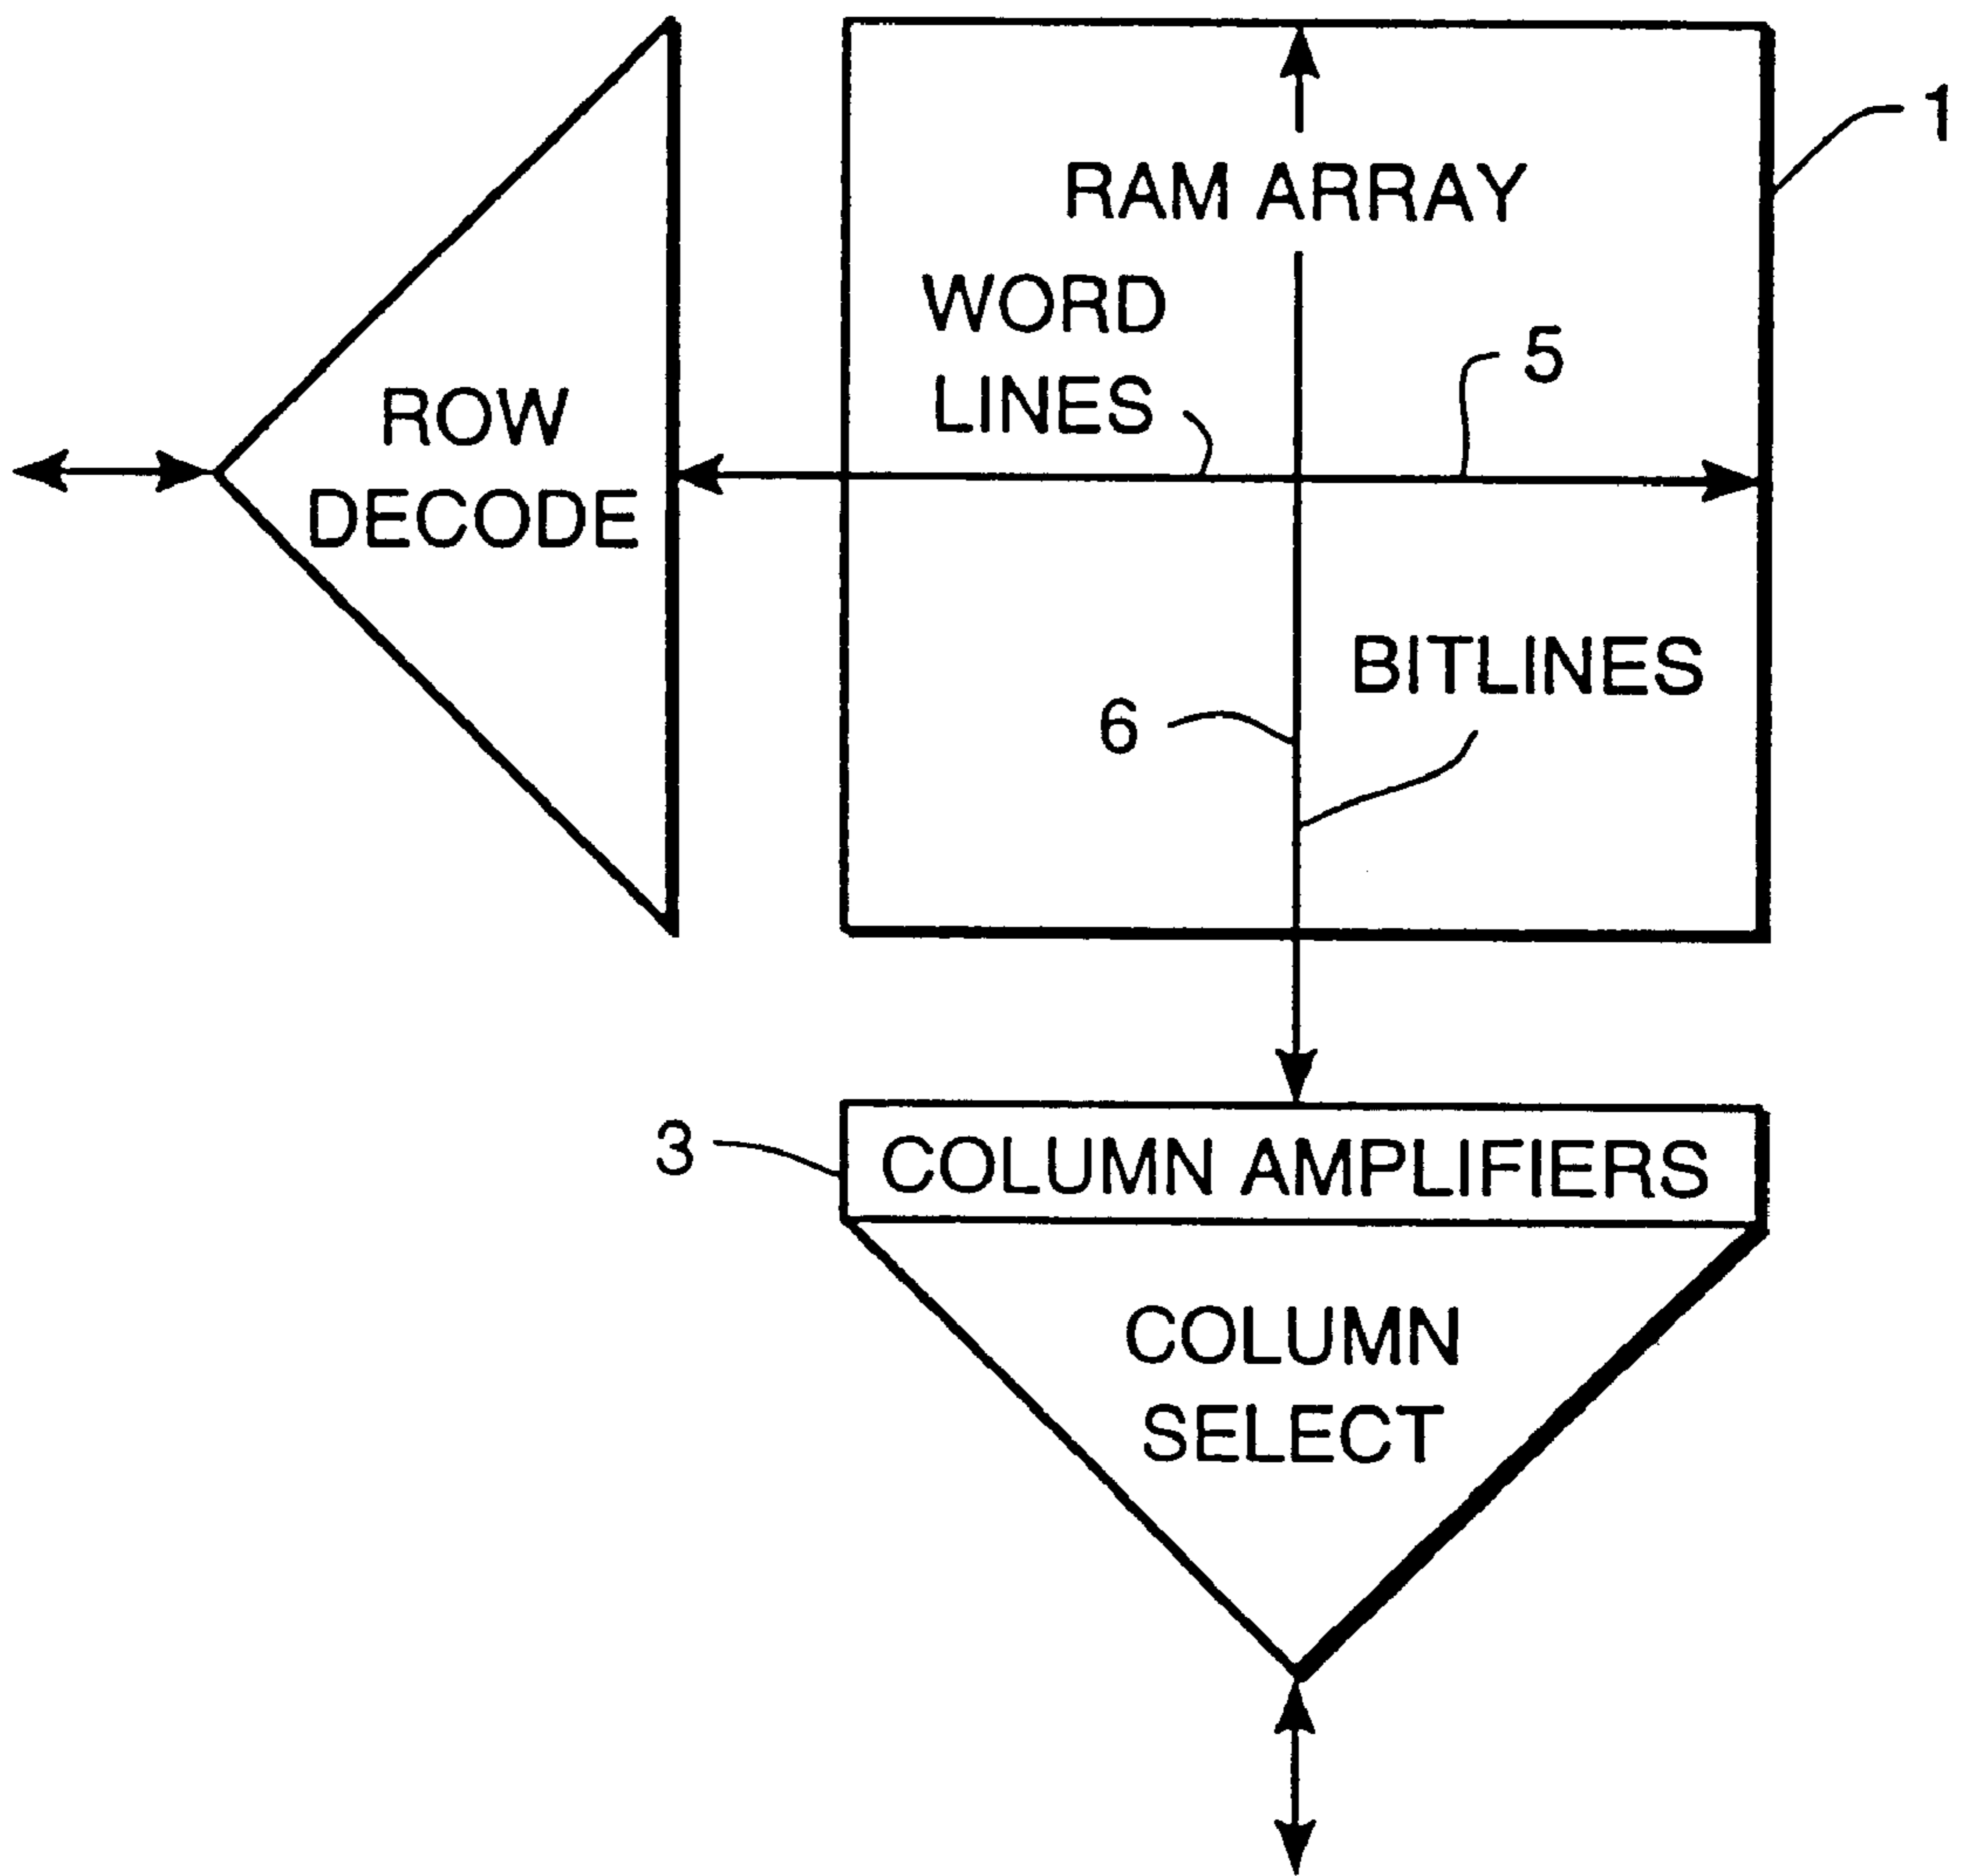 1
RAM ARRAY
WORD
LINES
5
ROW
DECODE
BITLINES
6
3
COLUMN AMPLIFIERS
COLUMN
SELECT